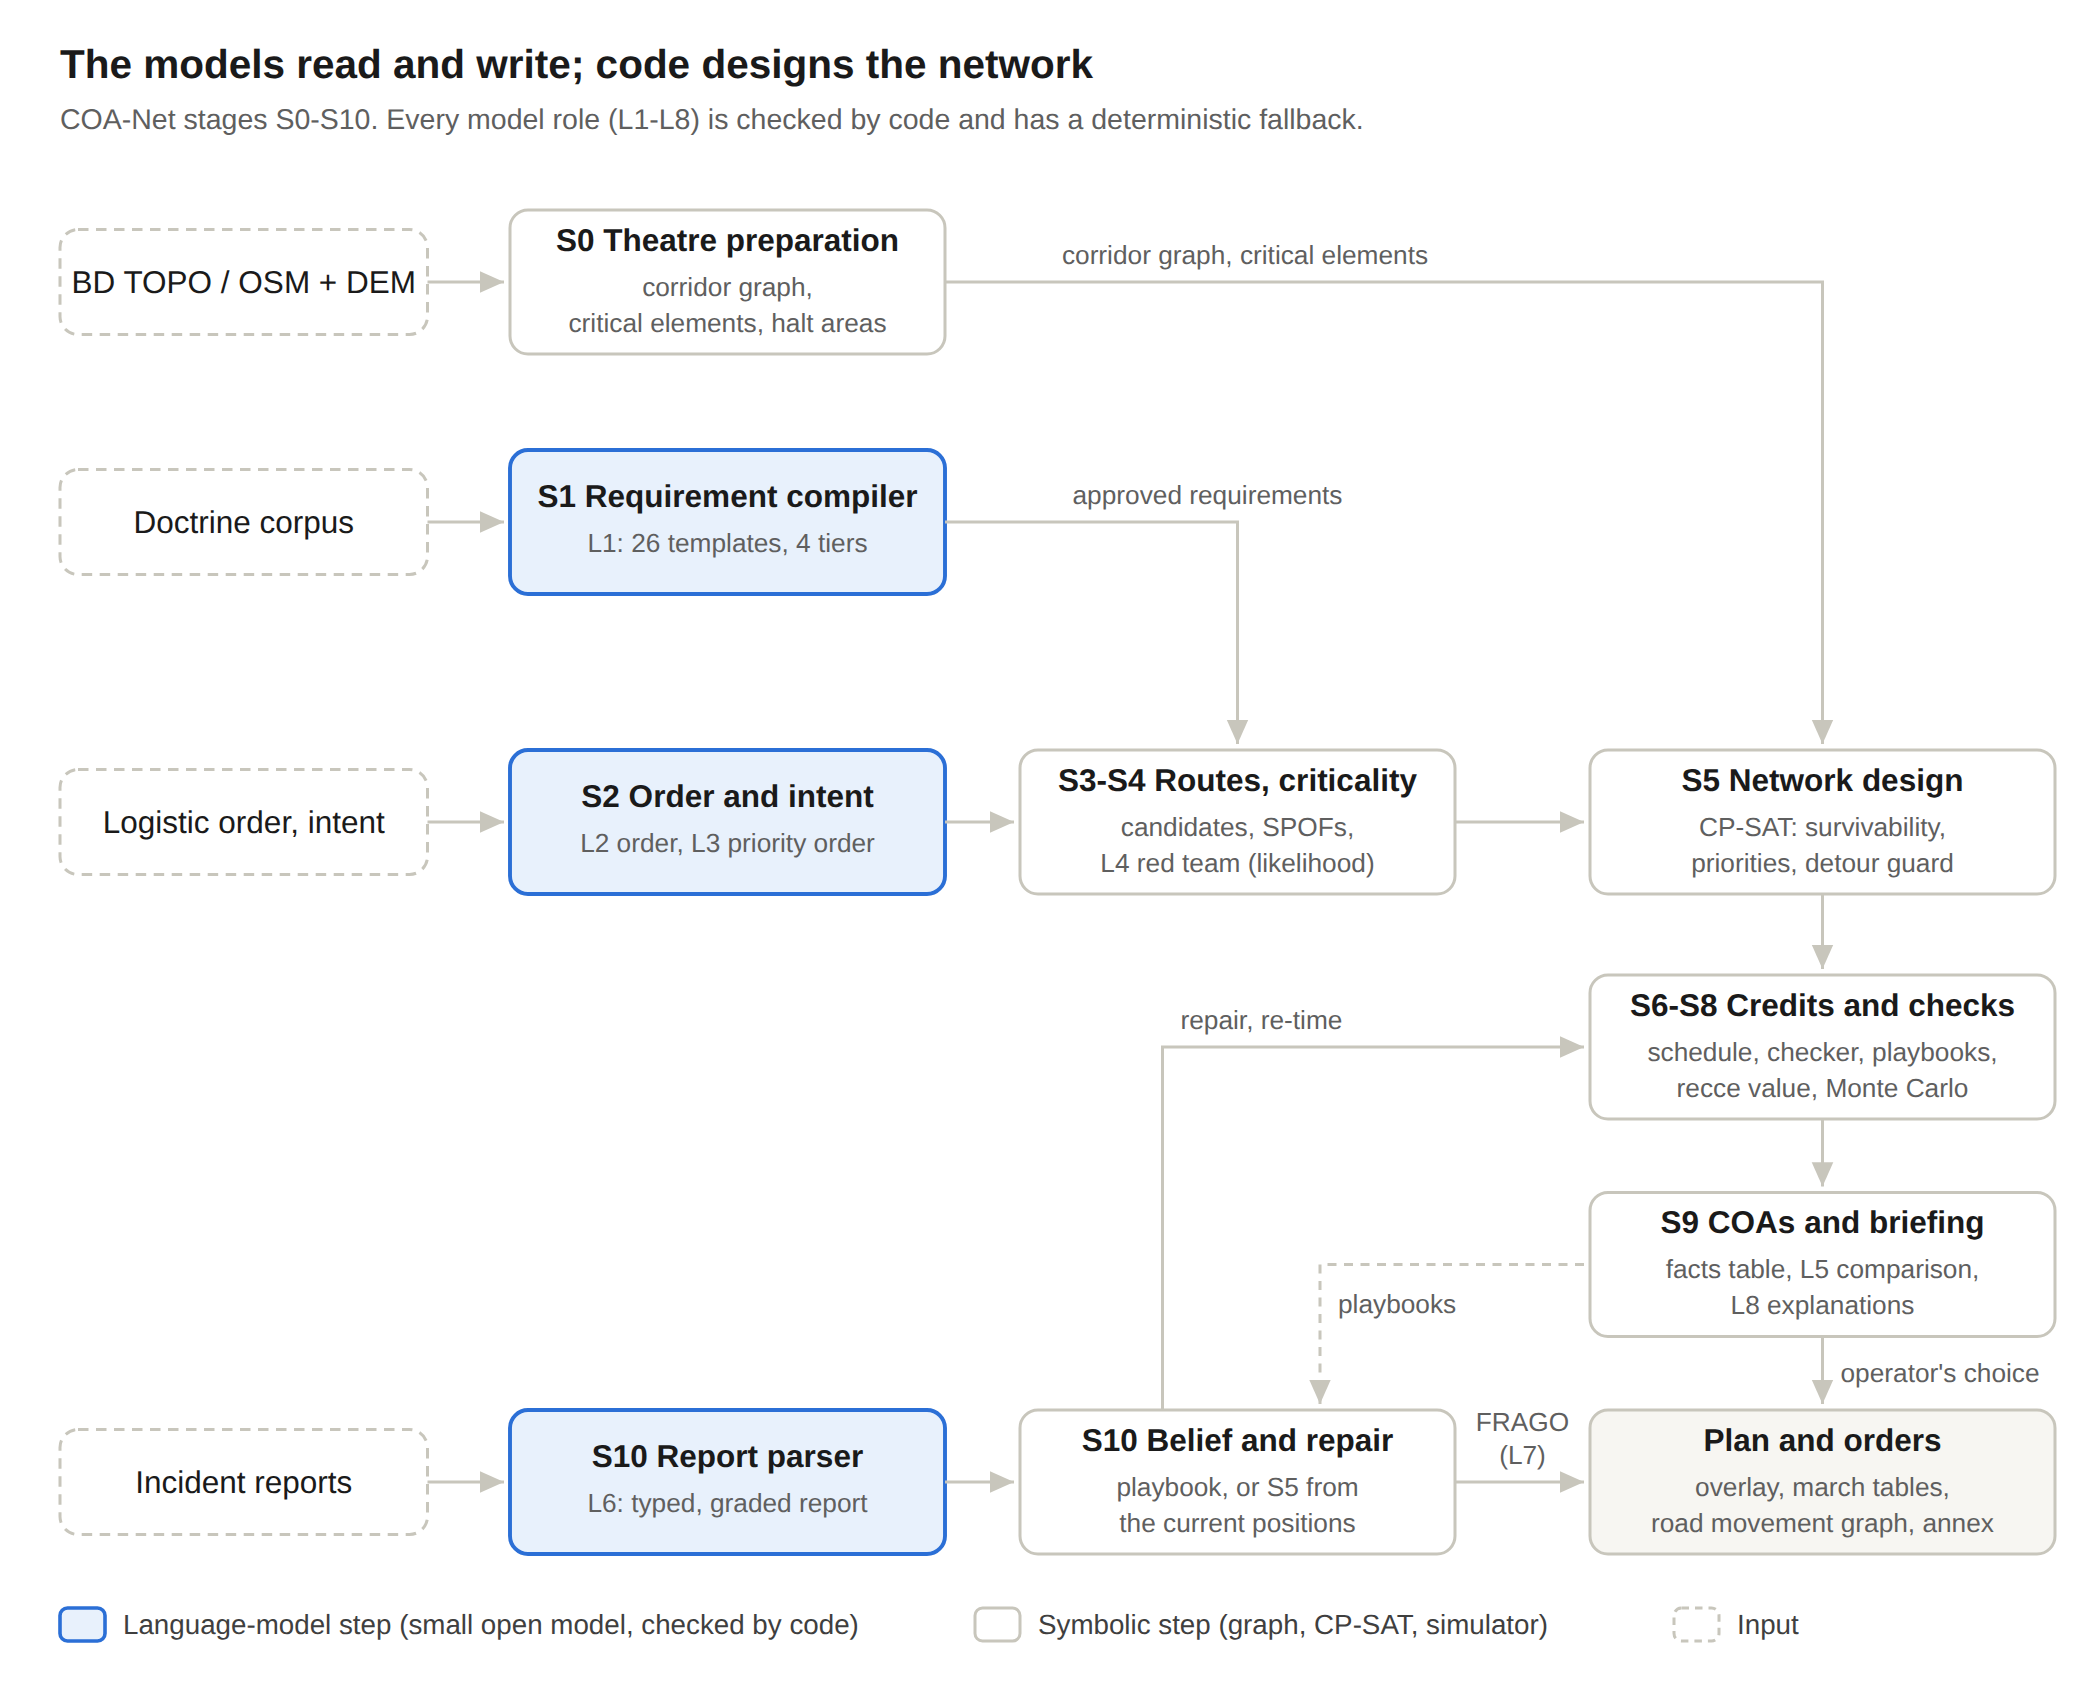 The models read and write; code designs the network
COA-Net stages S0-S10. Every model role (L1-L8) is checked by code and has a deterministic fallback.
BD TOPO / OSM + DEM
S0 Theatre preparation
corridor graph,
critical elements, halt areas
corridor graph, critical elements
Doctrine corpus
S1 Requirement compiler
L1: 26 templates, 4 tiers
approved requirements
Logistic order, intent
S2 Order and intent
L2 order, L3 priority order
S3-S4 Routes, criticality
candidates, SPOFs,
L4 red team (likelihood)
S5 Network design
CP-SAT: survivability,
priorities, detour guard
repair, re-time
S6-S8 Credits and checks
schedule, checker, playbooks,
recce value, Monte Carlo
S9 COAs and briefing
facts table, L5 comparison,
L8 explanations
playbooks
operator's choice
Incident reports
S10 Report parser
L6: typed, graded report
S10 Belief and repair
playbook, or S5 from
the current positions
FRAGO
(L7)
Plan and orders
overlay, march tables,
road movement graph, annex
Language-model step (small open model, checked by code)
Symbolic step (graph, CP-SAT, simulator)
Input